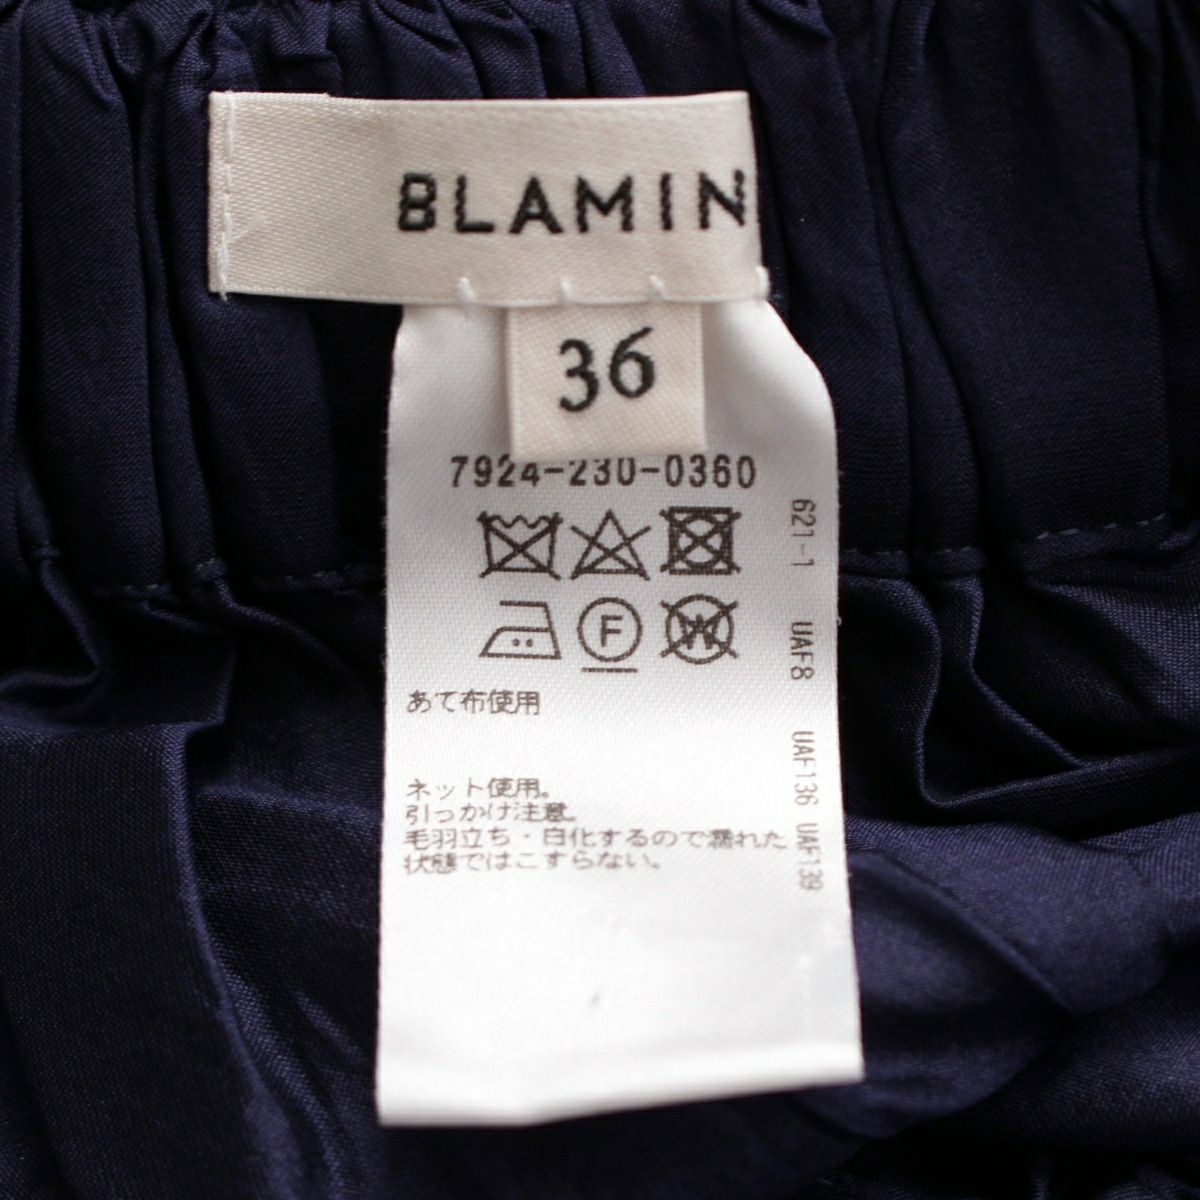 BLAMIN
36
7924-230-0360
F
W
あて布使用
ネット使用。
引っかけ注意。
毛羽立ち・白化するので濡れた
状態ではこすらない。
621-1 UAF8 UAF136 UAF139